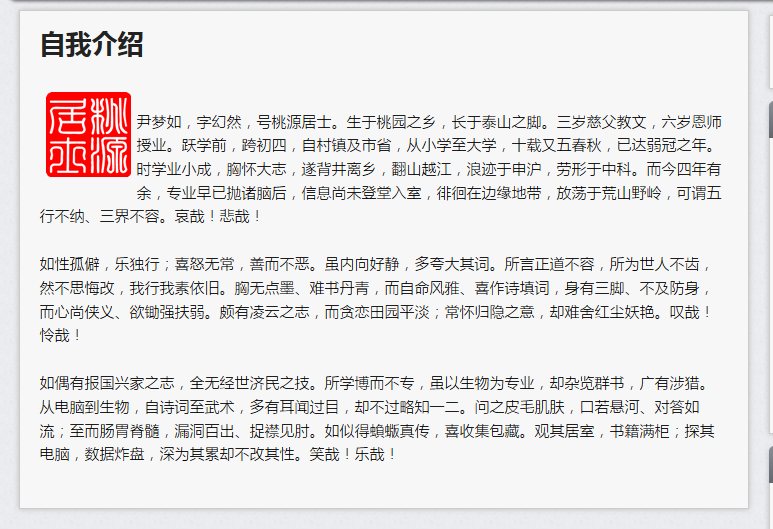 自我介绍
桃源
居士
尹梦如，字幻然，号桃源居士。生于桃园之乡，长于泰山之脚。三岁慈父教文，六岁恩师
授业。跃学前，跨初四，自村镇及市省，从小学至大学，十载又五春秋，已达弱冠之年。
时学业小成，胸怀大志，遂背井离乡，翻山越江，浪迹于申沪，劳形于中科。而今四年有
余，专业早已抛诸脑后，信息尚未登堂入室，徘徊在边缘地带，放荡于荒山野岭，可谓五
行不纳、三界不容。哀哉！悲哉！
如性孤僻，乐独行；喜怒无常，善而不恶。虽内向好静，多夸大其词。所言正道不容，所为世人不齿，
然不思悔改，我行我素依旧。胸无点墨、难书丹青，而自命风雅、喜作诗填词，身有三脚、不及防身，
而心尚侠义、欲锄强扶弱。颇有凌云之志，而贪恋田园平淡；常怀归隐之意，却难舍红尘妖艳。叹哉！
怜哉！
如偶有报国兴家之志，全无经世济民之技。所学博而不专，虽以生物为专业，却杂览群书，广有涉猎。
从电脑到生物，自诗词至武术，多有耳闻过目，却不过略知一二。问之皮毛肌肤，口若悬河、对答如
流；至而肠胃脊髓，漏洞百出、捉襟见肘。如似得蝜蝂真传，喜收集包藏。观其居室，书籍满柜；探其
电脑，数据炸盘，深为其累却不改其性。笑哉！乐哉！